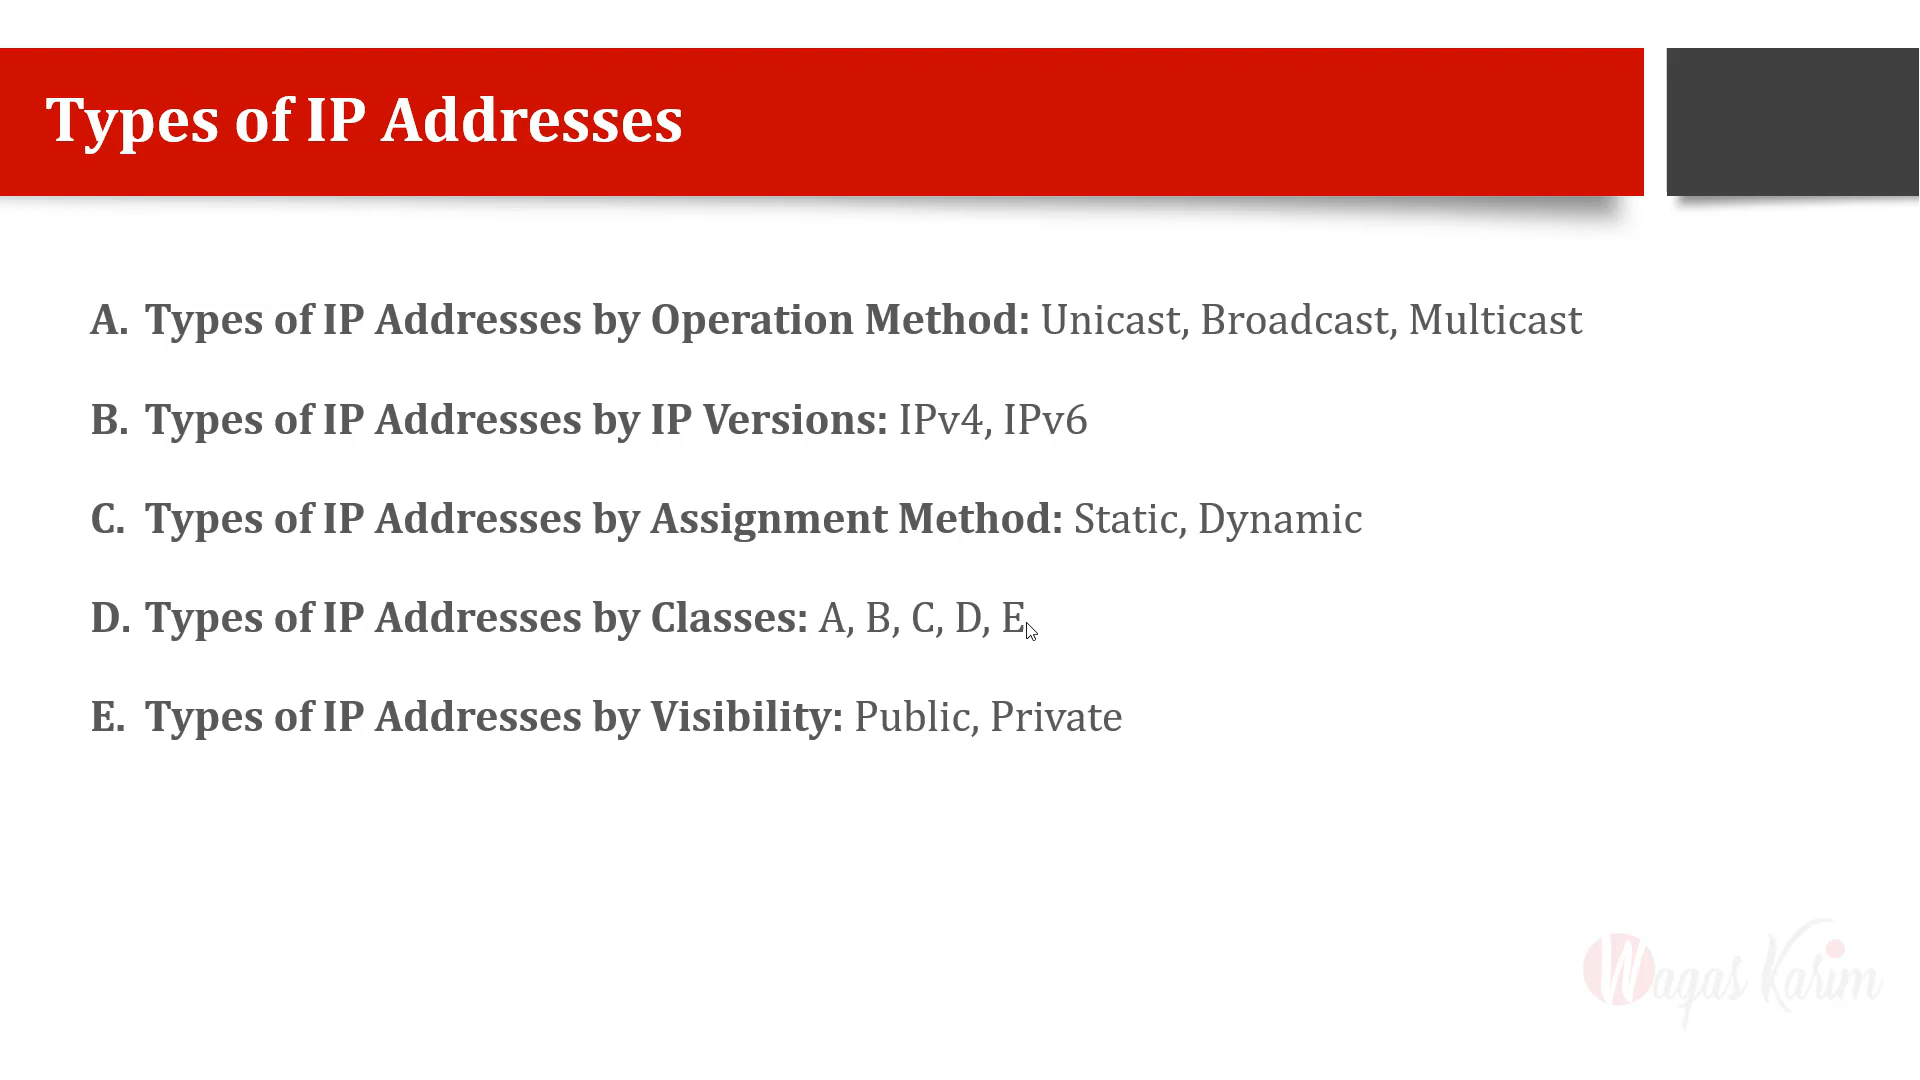 Types of IP Addresses
A. Types of IP Addresses by Operation Method: Unicast, Broadcast, Multicast
B. Types of IP Addresses by IP Versions: IPv4, IPv6
C. Types of IP Addresses by Assignment Method: Static, Dynamic
D. Types of IP Addresses by Classes: A, B, C, D, E
E. Types of IP Addresses by Visibility: Public, Private
Waqas Karim